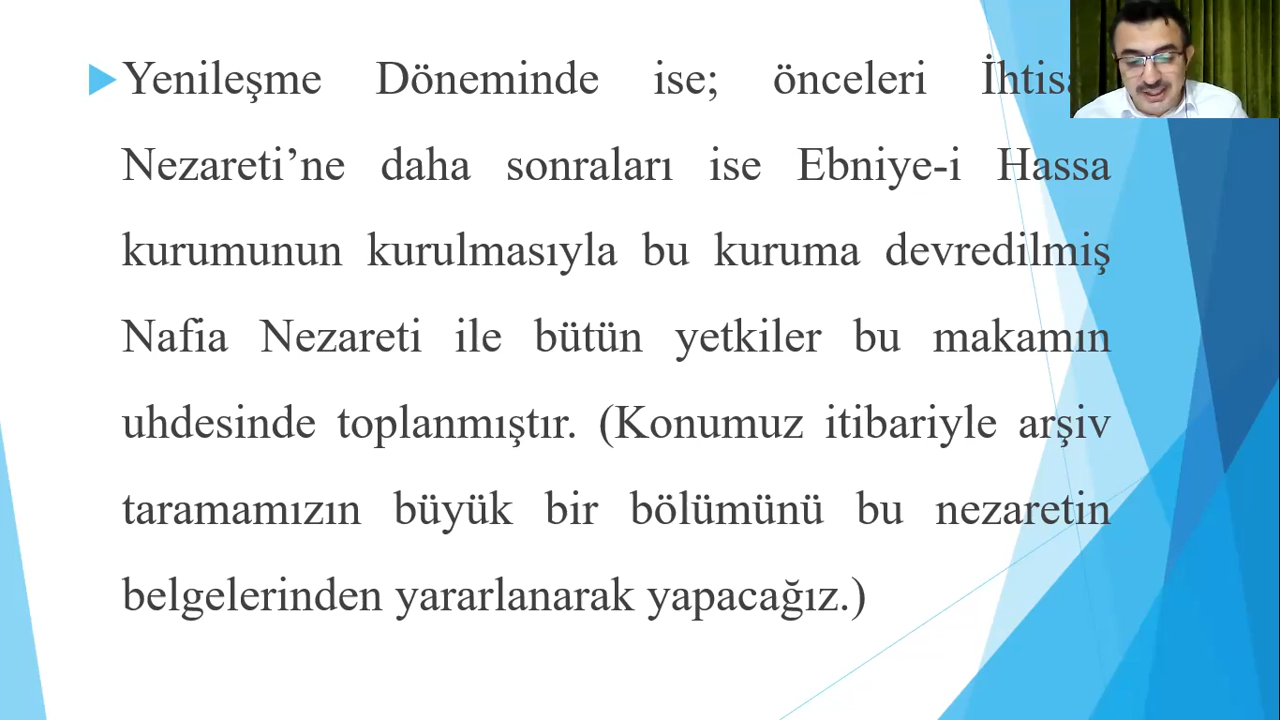 Yenileşme Döneminde ise; önceleri
Nezareti’ne daha sonraları ise Ebniye-i Hassa
kurumunun kurulmasıyla bu kuruma devredilmiş
Nafia Nezareti ile bütün yetkiler bu makamın
uhdesinde toplanmıştır. (Konumuz itibariyle arşiv
taramamızın büyük bir bölümünü bu nezaretin
belgelerinden yararlanarak yapacağız.)